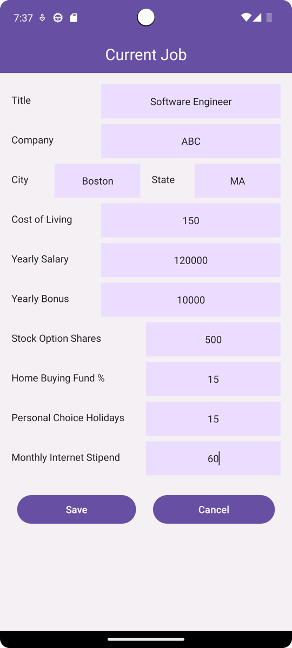 7:37
Current Job
Title Software Engineer
Company ABC
City Boston State MA
Cost of Living 150
Yearly Salary 120000
Yearly Bonus 10000
Stock Option Shares 500
Home Buying Fund % 15
Personal Choice Holidays 15
Monthly Internet Stipend 60
Save Cancel